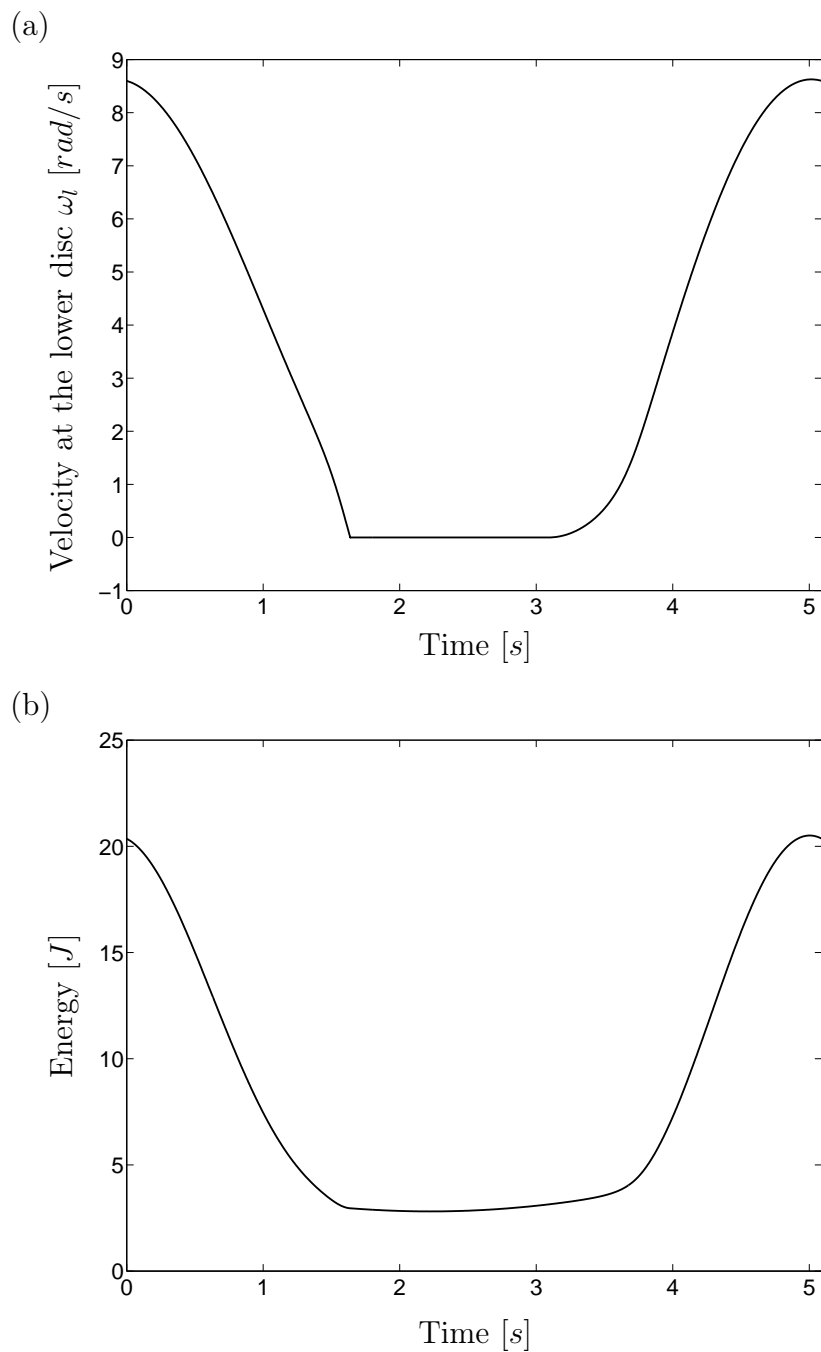 (a)
Velocity at the lower disc ω_l [rad/s]
9
8
7
6
5
4
3
2
1
0
−1
0 1 2 3 4 5
Time [s]
(b)
Energy [J]
25
20
15
10
5
0
0 1 2 3 4 5
Time [s]